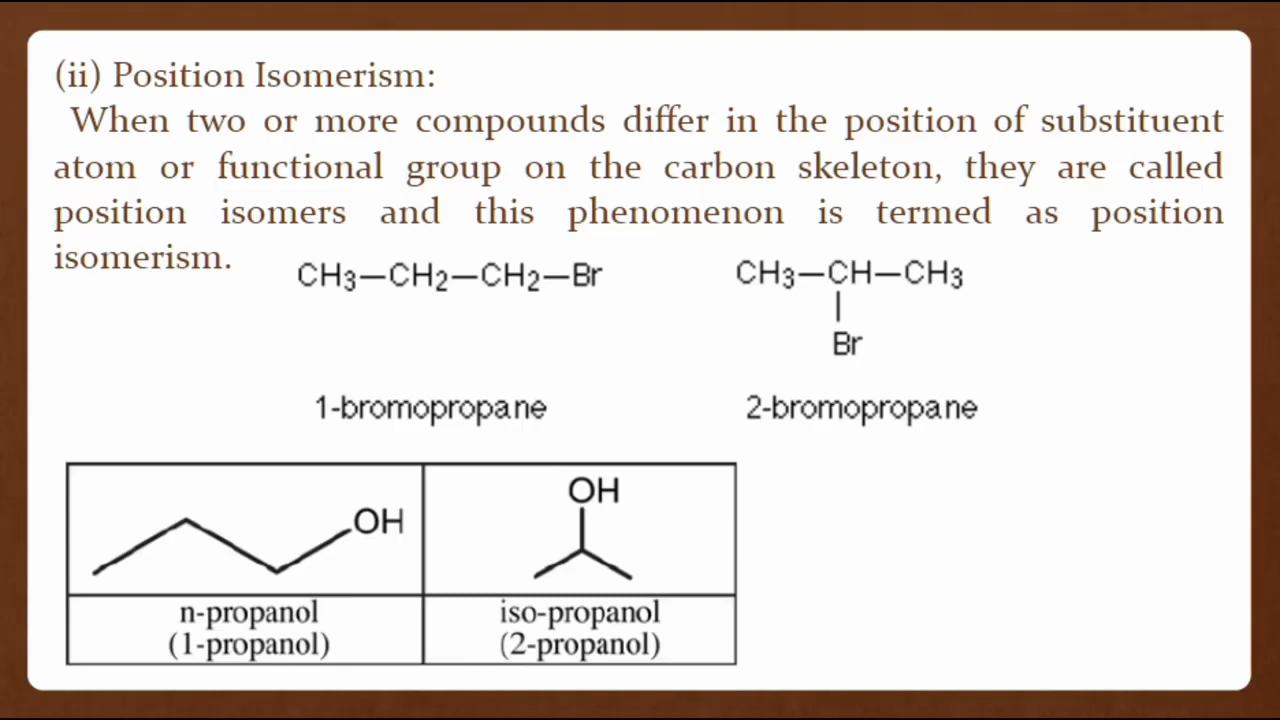 (ii) Position Isomerism:
When two or more compounds differ in the position of substituent
atom or functional group on the carbon skeleton, they are called
position isomers and this phenomenon is termed as position
isomerism.
CH3—CH2—CH2—Br
CH3—CH—CH3
Br
1-bromopropane
2-bromopropane
OH
OH
n-propanol
(1-propanol)
iso-propanol
(2-propanol)